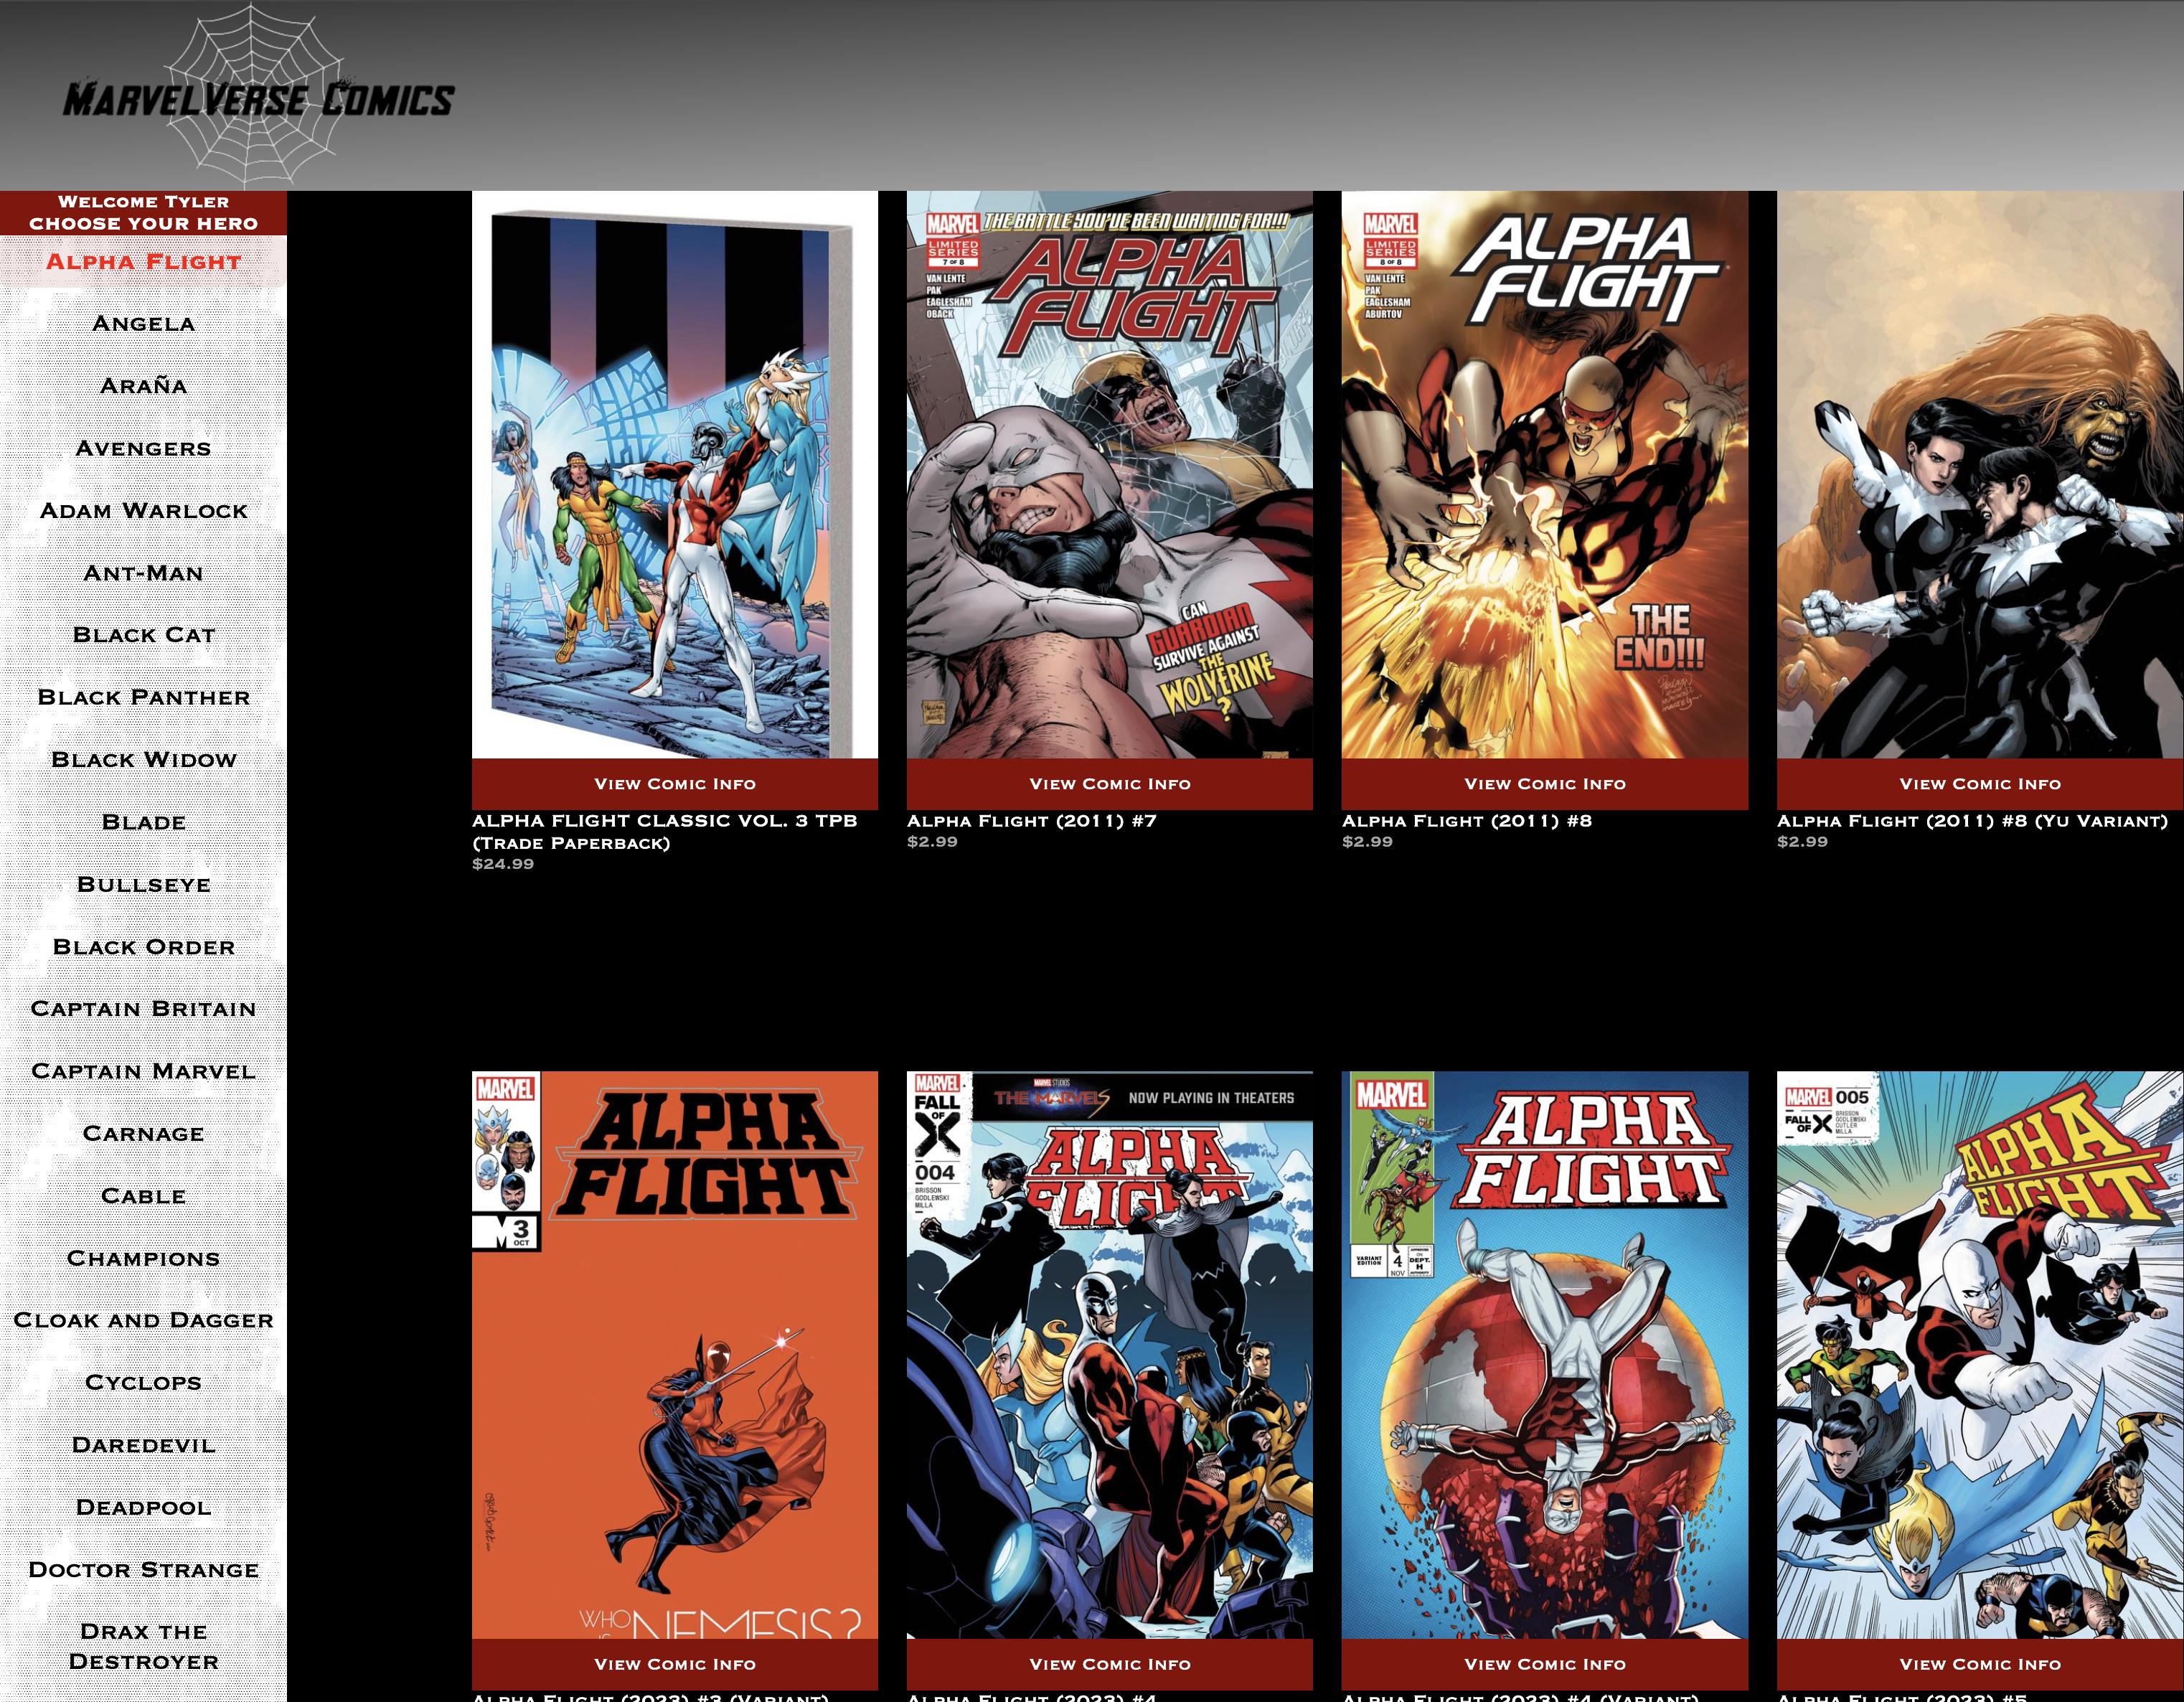 MARVELVERSE COMICS
Welcome Tyler
CHOOSE YOUR HERO
Alpha Flight
Angela
Araña
Avengers
Adam Warlock
Ant-Man
Black Cat
Black Panther
Black Widow
Blade
Bullseye
Black Order
Captain Britain
Captain Marvel
Carnage
Cable
Champions
Cloak and Dagger
Cyclops
Daredevil
Deadpool
Doctor Strange
Drax the
Destroyer
View Comic Info
ALPHA FLIGHT CLASSIC VOL. 3 TPB
(Trade Paperback)
$24.99
MARVEL
THE BATTLE YOU'VE BEEN WAITING FOR!!!
LIMITED
SERIES
7 OF 8
VAN LENTE
PAK
EAGLESHAM
OBACK
ALPHA
FLIGHT
CAN
GUARDIAN
SURVIVE AGAINST
THE
WOLVERINE
?
View Comic Info
Alpha Flight (2011) #7
$2.99
MARVEL
LIMITED
SERIES
8 OF 8
VAN LENTE
PAK
EAGLESHAM
ABURTOV
ALPHA
FLIGHT
THE
END!!!
View Comic Info
Alpha Flight (2011) #8
$2.99
View Comic Info
Alpha Flight (2011) #8 (Yu Variant)
$2.99
MARVEL
3
OCT
ALPHA
FLIGHT
WHO
IS
NEMESIS?
View Comic Info
Alpha Flight (2023) #3 (Variant)
MARVEL
FALL
OF
X
004
BRISSON
GODLEWSKI
MILLA
MARVEL STUDIOS
THE MARVELS NOW PLAYING IN THEATERS
ALPHA
FLIGHT
View Comic Info
Alpha Flight (2023) #4
MARVEL
VARIANT
EDITION
4
NOV
APPROVED
ON
DEPT.
H
AUTHORITY
ALPHA
FLIGHT
View Comic Info
Alpha Flight (2023) #4 (Variant)
MARVEL 005
FALL
OF X
BRISSON
GODLEWSKI
CUTLER
MILLA
ALPHA
FLIGHT
View Comic Info
Alpha Flight (2023) #5